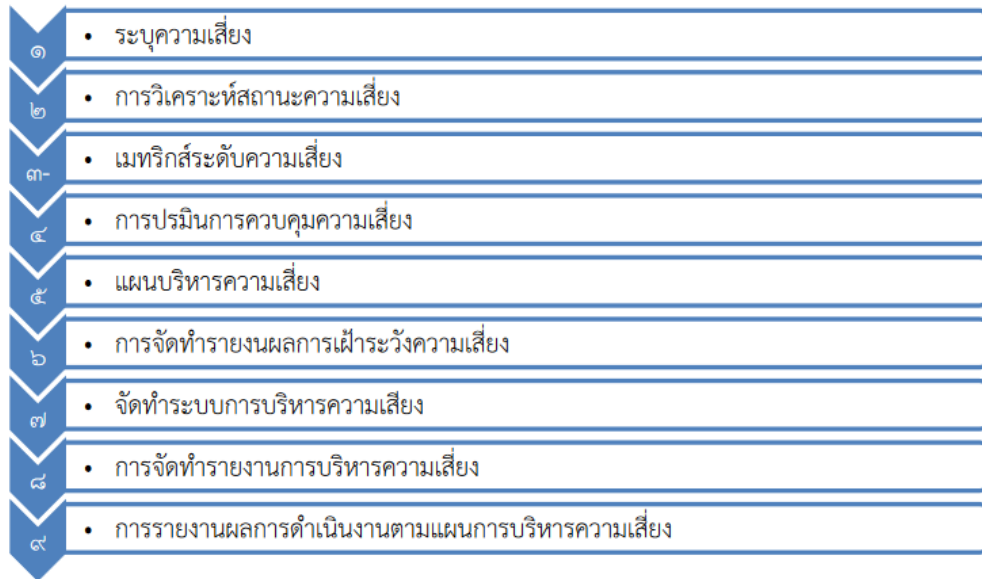 ๑ • ระบุความเสี่ยง
๒ • การวิเคราะห์สถานะความเสี่ยง
๓- • เมทริกส์ระดับความเสี่ยง
๔ • การปรมินการควบคุมความเสี่ยง
๕ • แผนบริหารความเสี่ยง
๖ • การจัดทำรายงนผลการเฝ้าระวังความเสี่ยง
๗ • จัดทำระบบการบริหารความเสียง
๘ • การจัดทำรายงานการบริหารความเสี่ยง
๙ • การรายงานผลการดำเนินงานตามแผนการบริหารความเสี่ยง